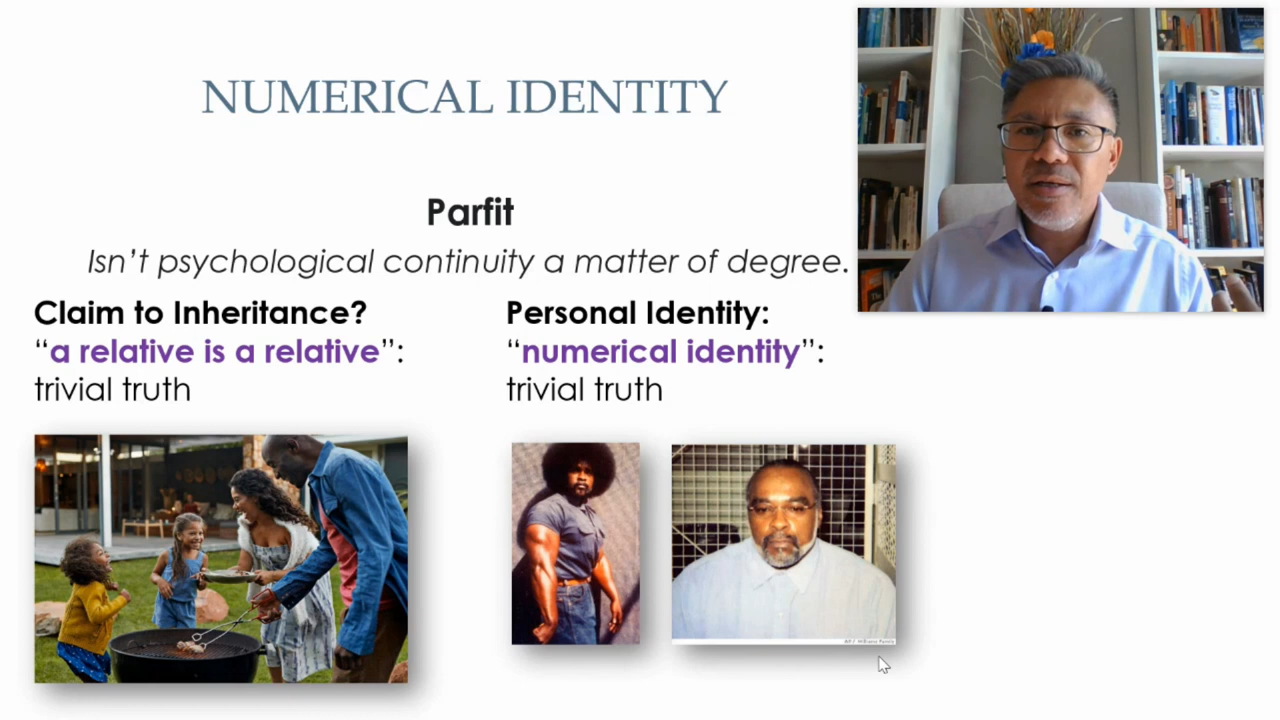 NUMERICAL IDENTITY
Parfit
Isn't psychological continuity a matter of degree.
Claim to Inheritance?
“a relative is a relative”:
trivial truth
Personal Identity:
“numerical identity”:
trivial truth